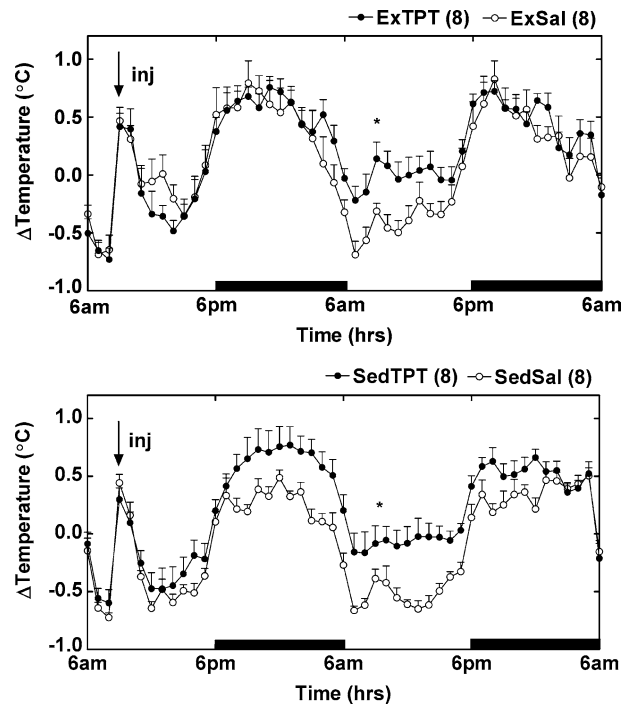 ExTPT (8) ExSal (8)
inj
*
ΔTemperature (°C)
1.0
0.5
0.0
-0.5
-1.0
6am 6pm 6am 6pm 6am
Time (hrs)
SedTPT (8) SedSal (8)
inj
*
ΔTemperature (°C)
1.0
0.5
0.0
-0.5
-1.0
6am 6pm 6am 6pm 6am
Time (hrs)